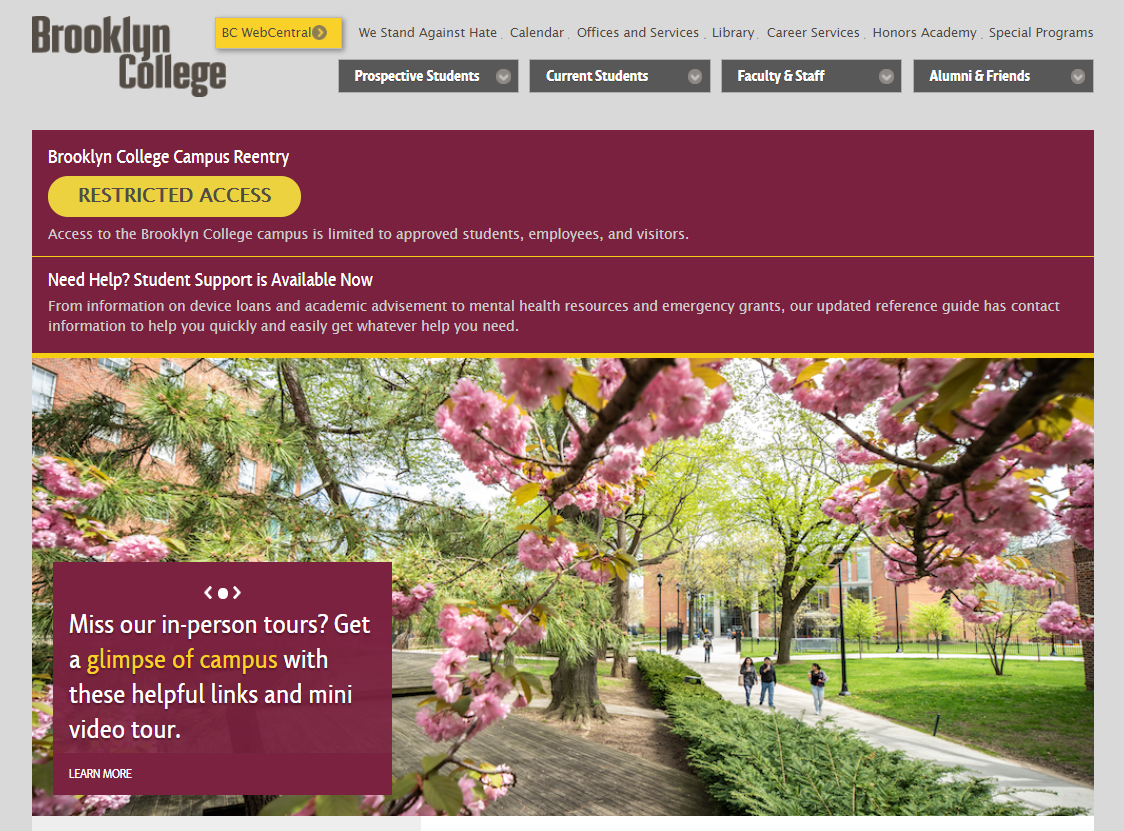 Brooklyn
College
BC WebCentral
We Stand Against Hate . Calendar . Offices and Services . Library . Career Services . Honors Academy . Special Programs
Prospective Students
Current Students
Faculty & Staff
Alumni & Friends
Brooklyn College Campus Reentry
RESTRICTED ACCESS
Access to the Brooklyn College campus is limited to approved students, employees, and visitors.
Need Help? Student Support is Available Now
From information on device loans and academic advisement to mental health resources and emergency grants, our updated reference guide has contact
information to help you quickly and easily get whatever help you need.
Miss our in-person tours? Get
a glimpse of campus with
these helpful links and mini
video tour.
LEARN MORE